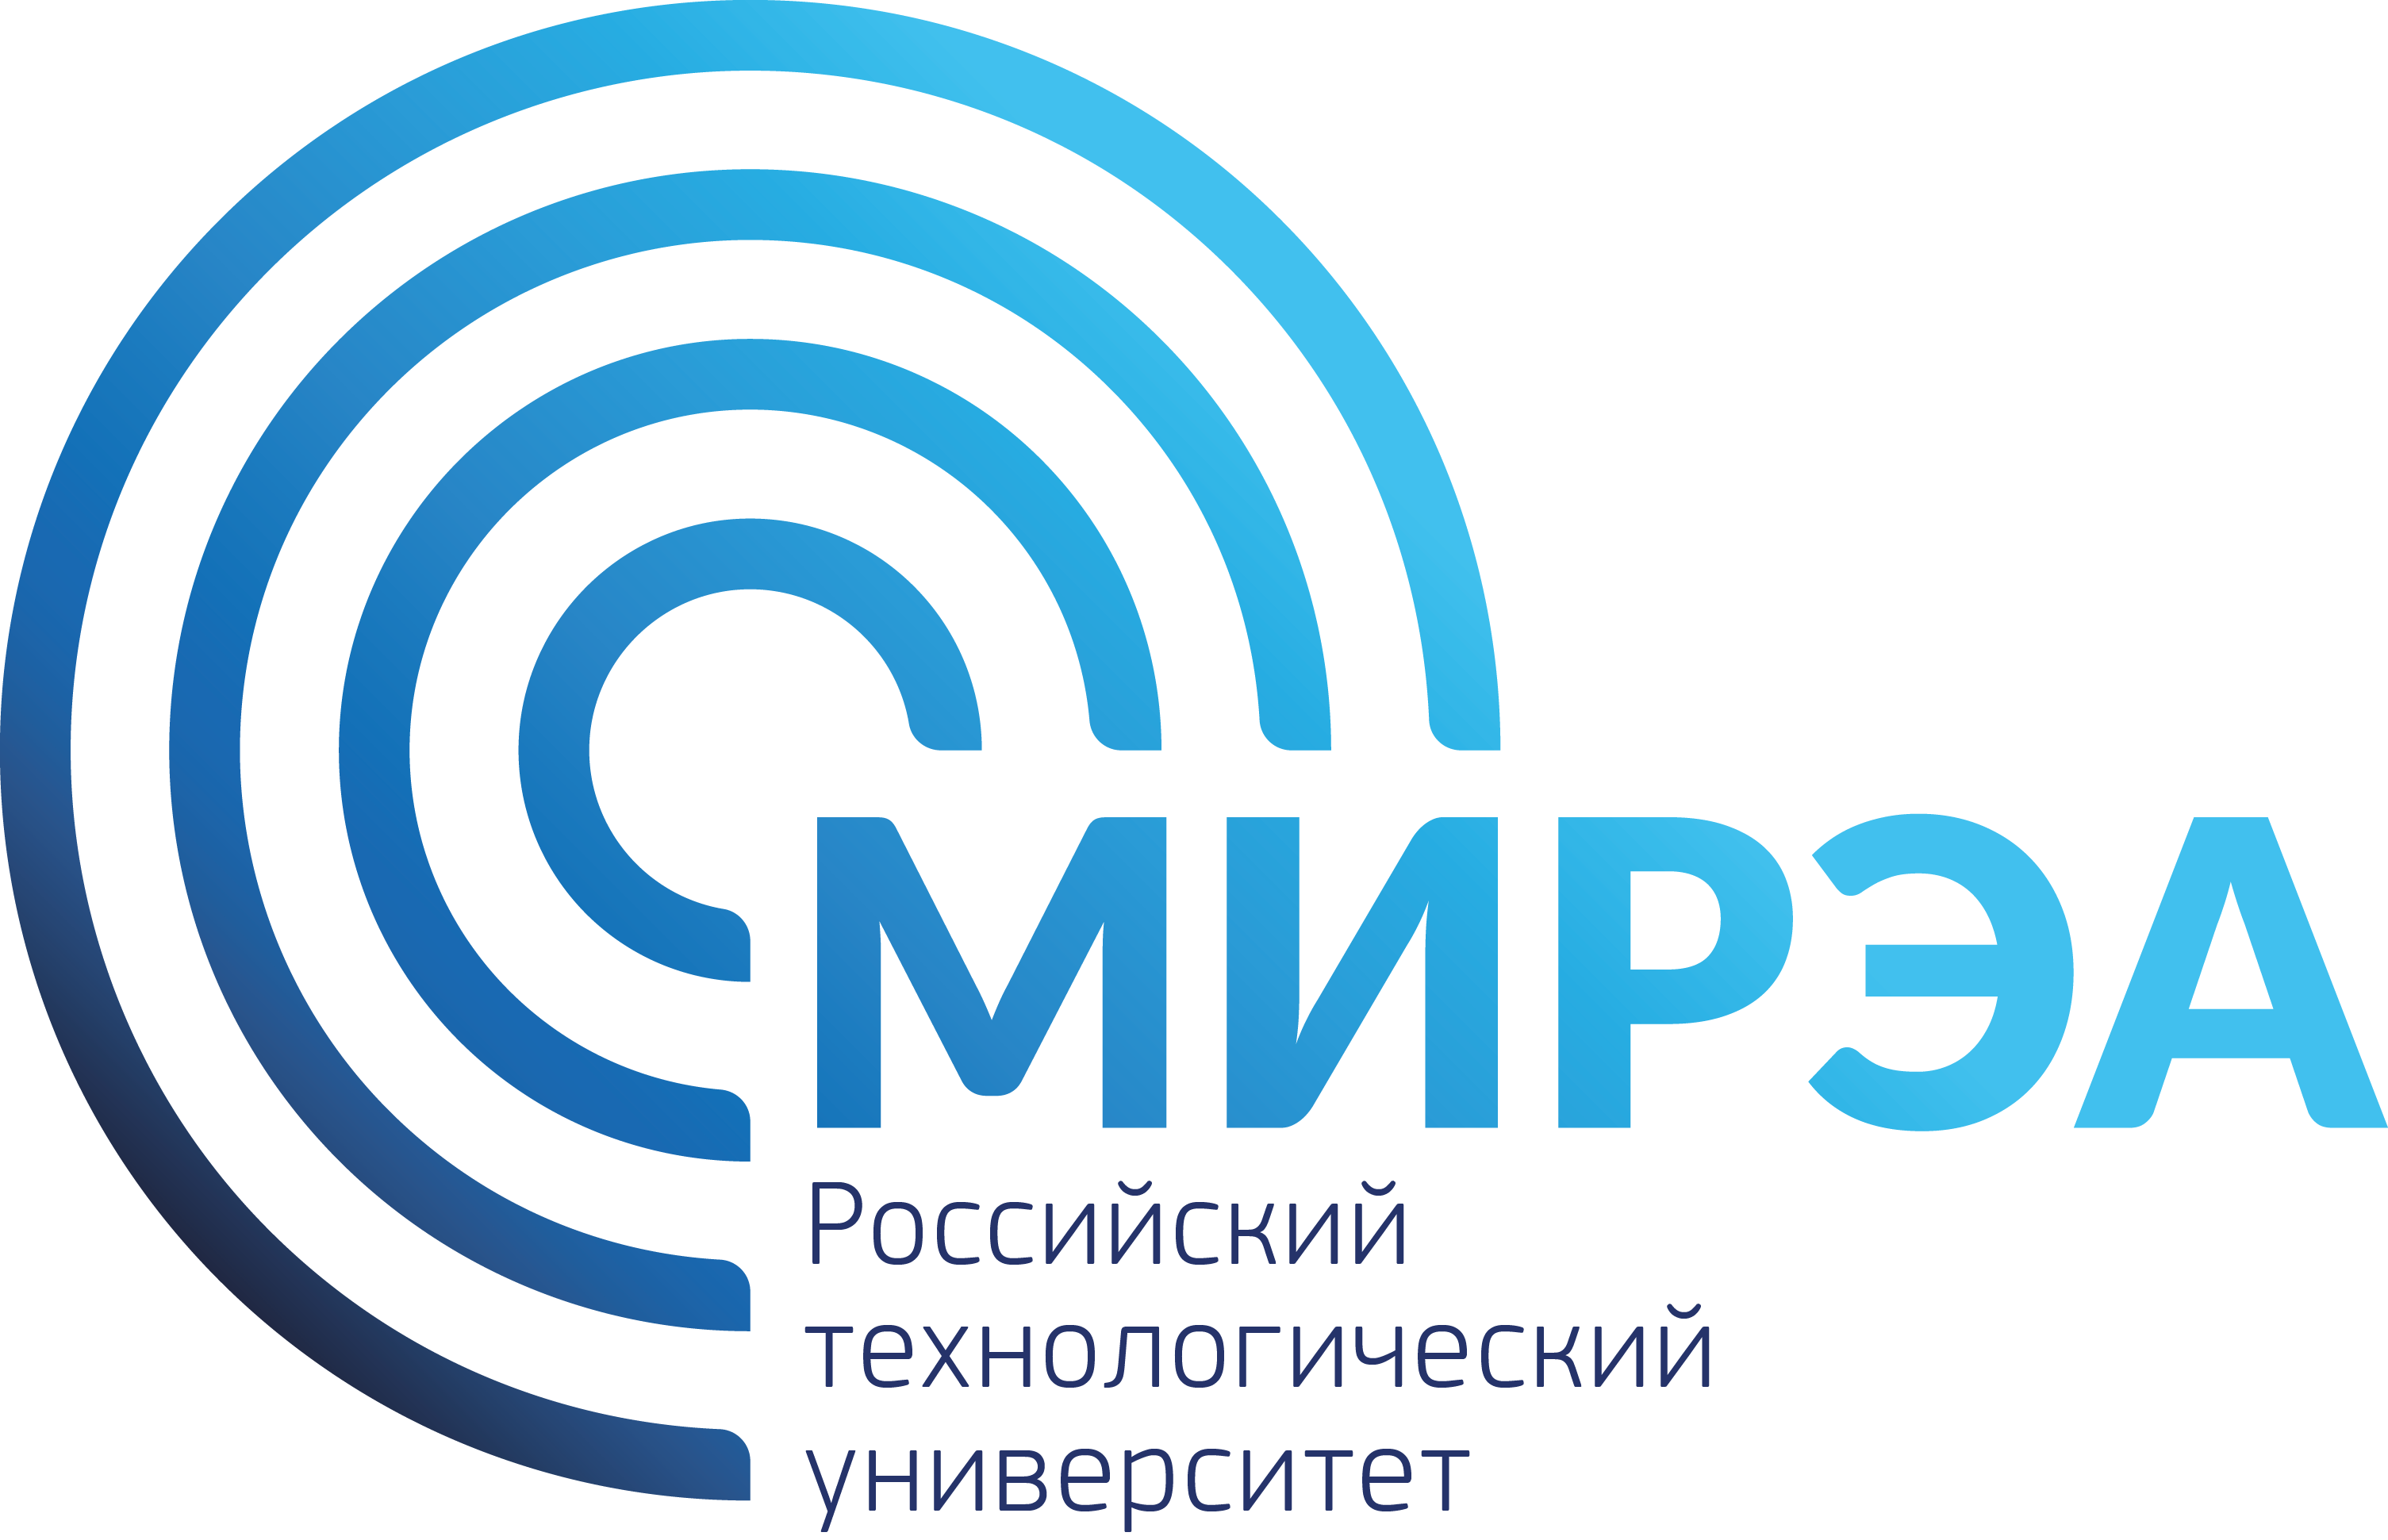 МИРЭА
Российский
технологический
университет